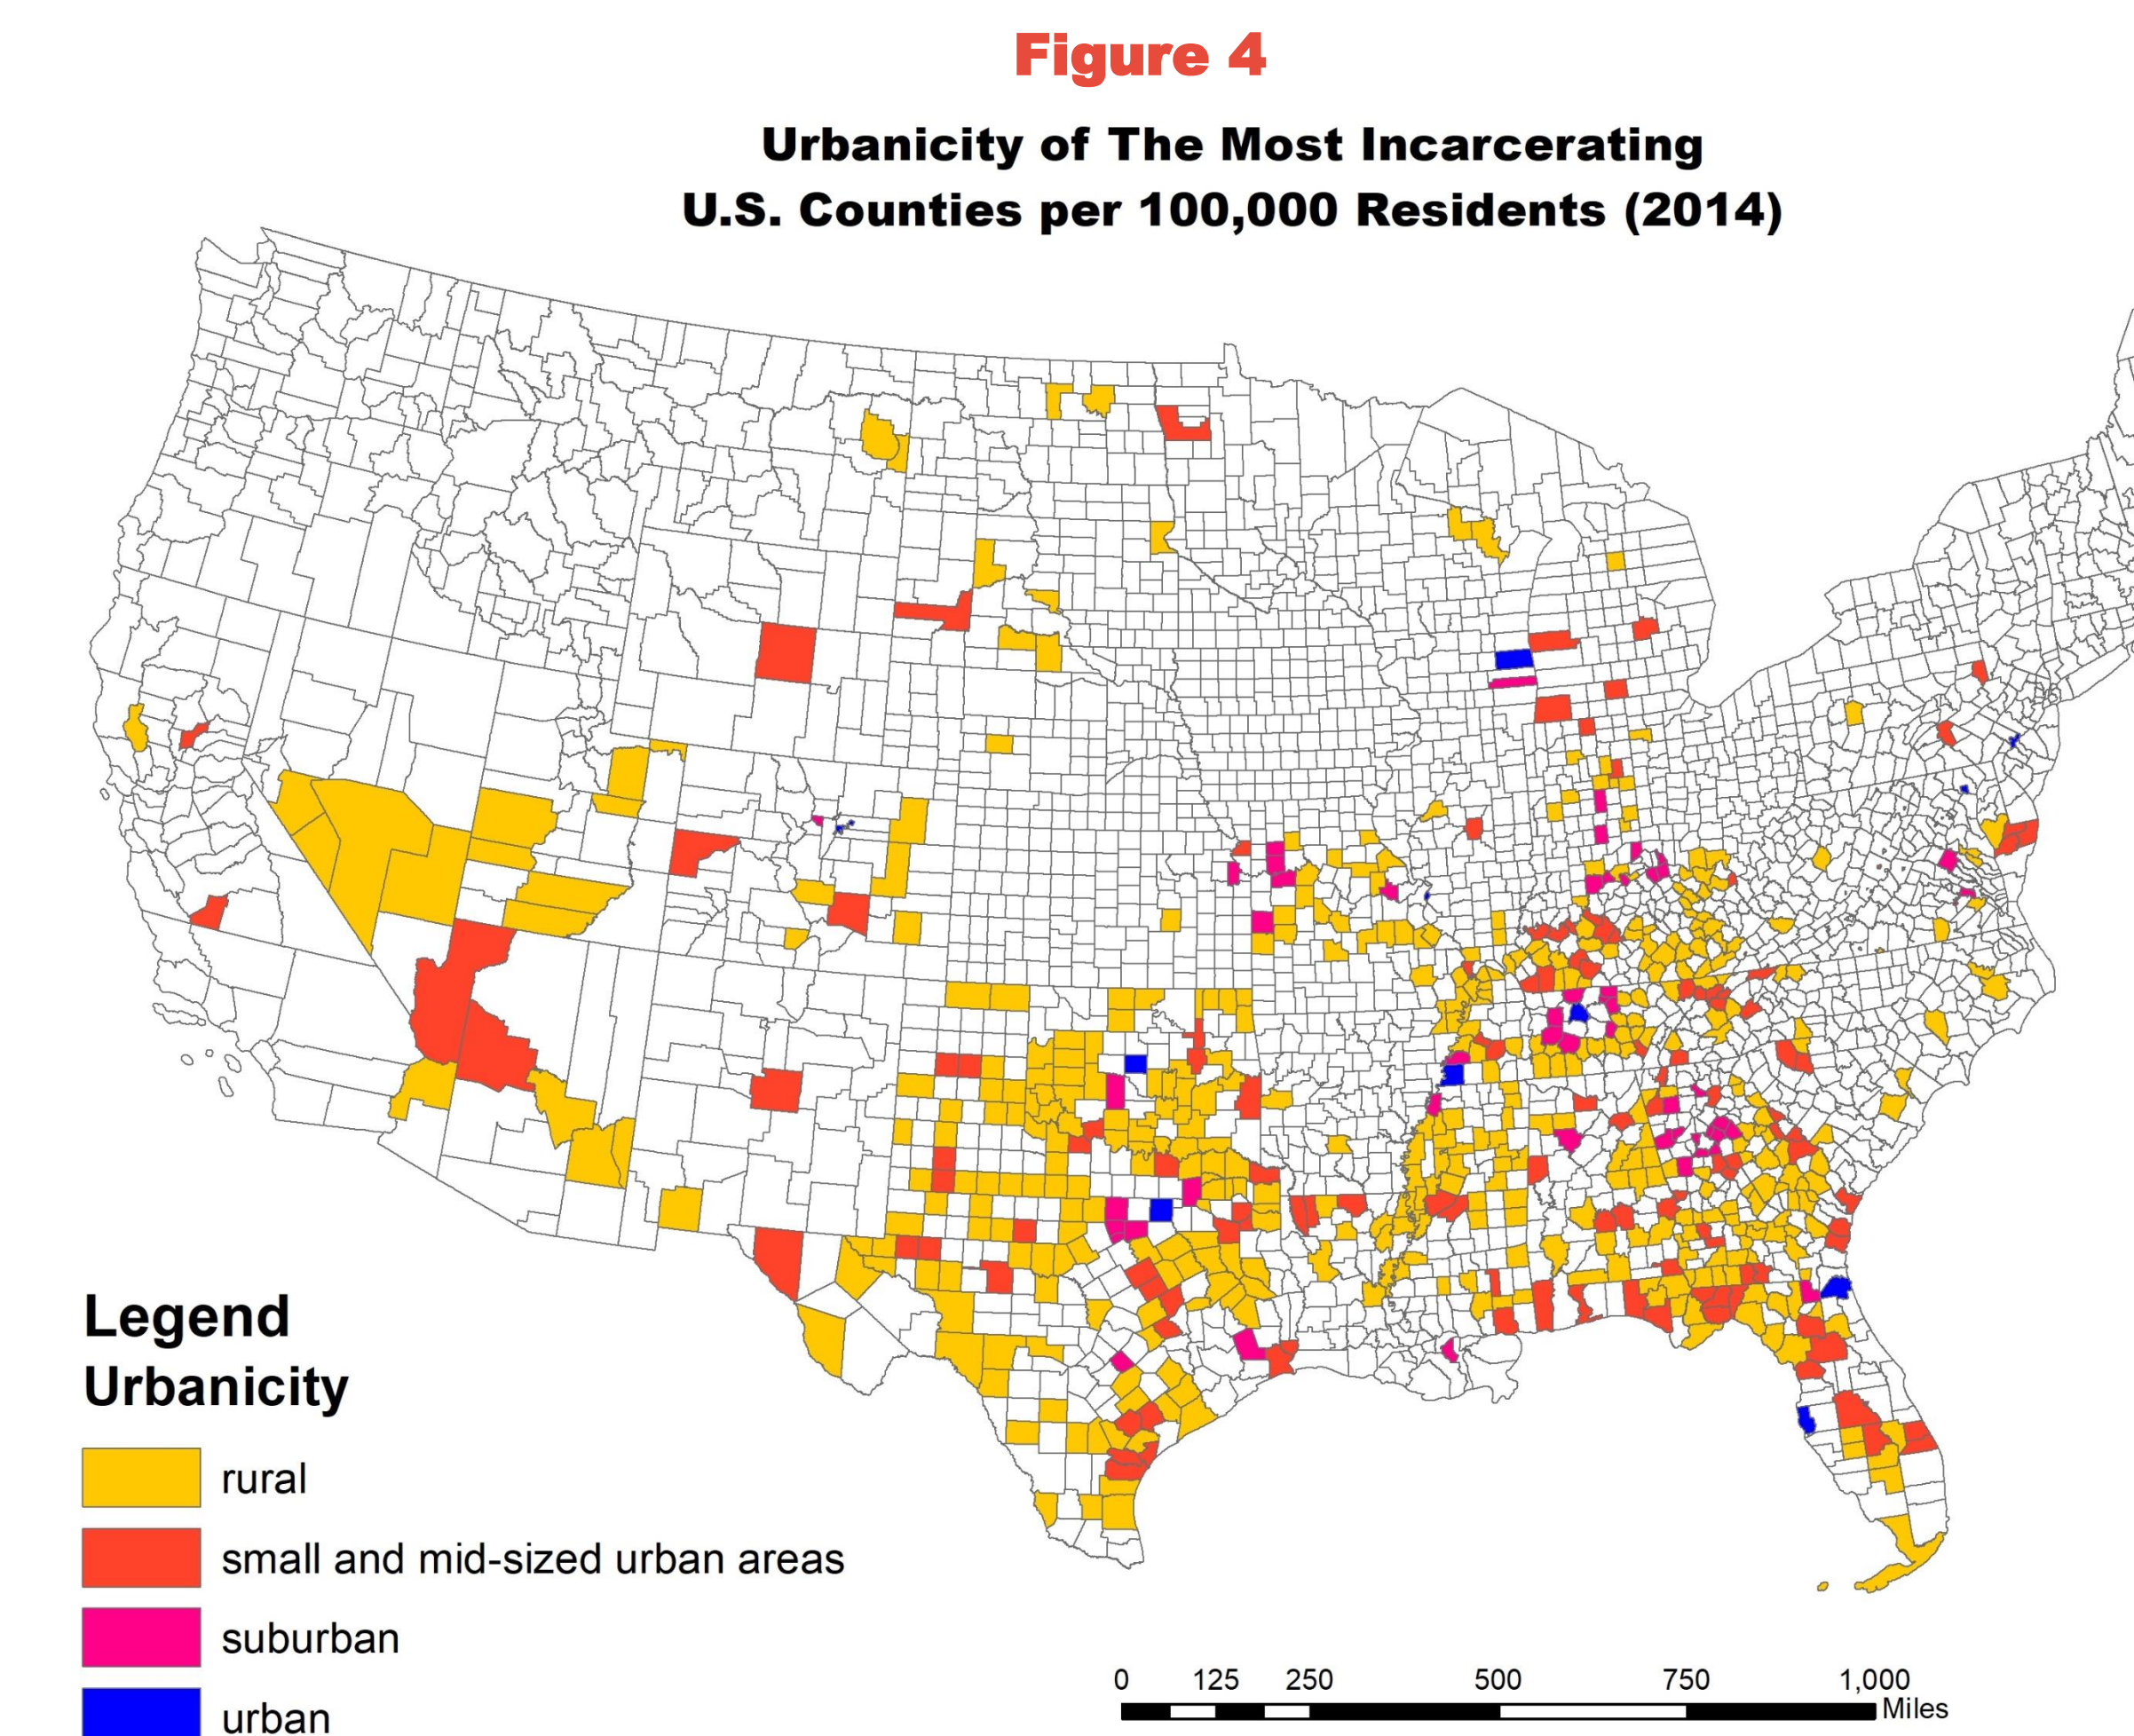 Figure 4
Urbanicity of The Most Incarcerating
U.S. Counties per 100,000 Residents (2014)
Legend
Urbanicity
rural
small and mid-sized urban areas
suburban
urban
0 125 250 500 750 1,000
Miles